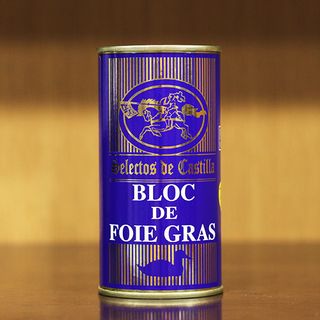 Selectos de Castilla
BLOC
DE
FOIE GRAS